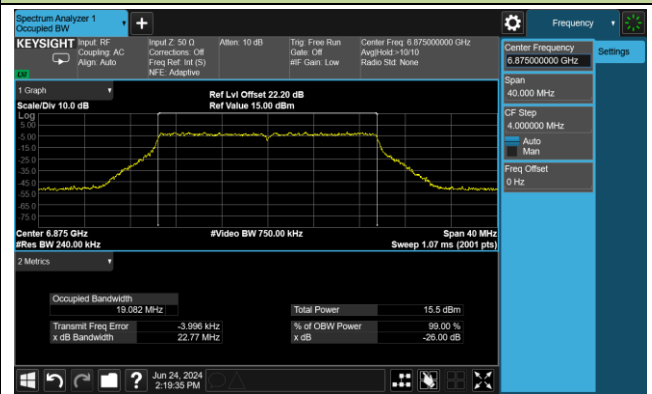 Spectrum Analyzer 1
Occupied BW
Frequency
KEYSIGHT
Input: RF
Coupling: AC
Align: Auto
Input Z: 50 Ω
Corrections: Off
Freq Ref: Int (S)
NFE: Adaptive
Atten: 10 dB
Trig: Free Run
Gate: Off
#IF Gain: Low
Center Freq: 6.875000000 GHz
Avg|Hold:>10/10
Radio Std: None
LXI
Center Frequency
6.875000000 GHz
Settings
Span
40.000 MHz
CF Step
4.000000 MHz
Auto
Man
Freq Offset
0 Hz
1 Graph
Scale/Div 10.0 dB
Ref Lvl Offset 22.20 dB
Ref Value 15.00 dBm
Log
5.00
-5.00
-15.0
-25.0
-35.0
-45.0
-55.0
-65.0
-75.0
Center 6.875 GHz
#Video BW 750.00 kHz
Span 40 MHz
#Res BW 240.00 kHz
Sweep 1.07 ms (2001 pts)
2 Metrics
Occupied Bandwidth
19.082 MHz
Total Power 15.5 dBm
Transmit Freq Error -3.996 kHz
% of OBW Power 99.00 %
x dB Bandwidth 22.77 MHz
x dB -26.00 dB
?
Jun 24, 2024
2:19:35 PM